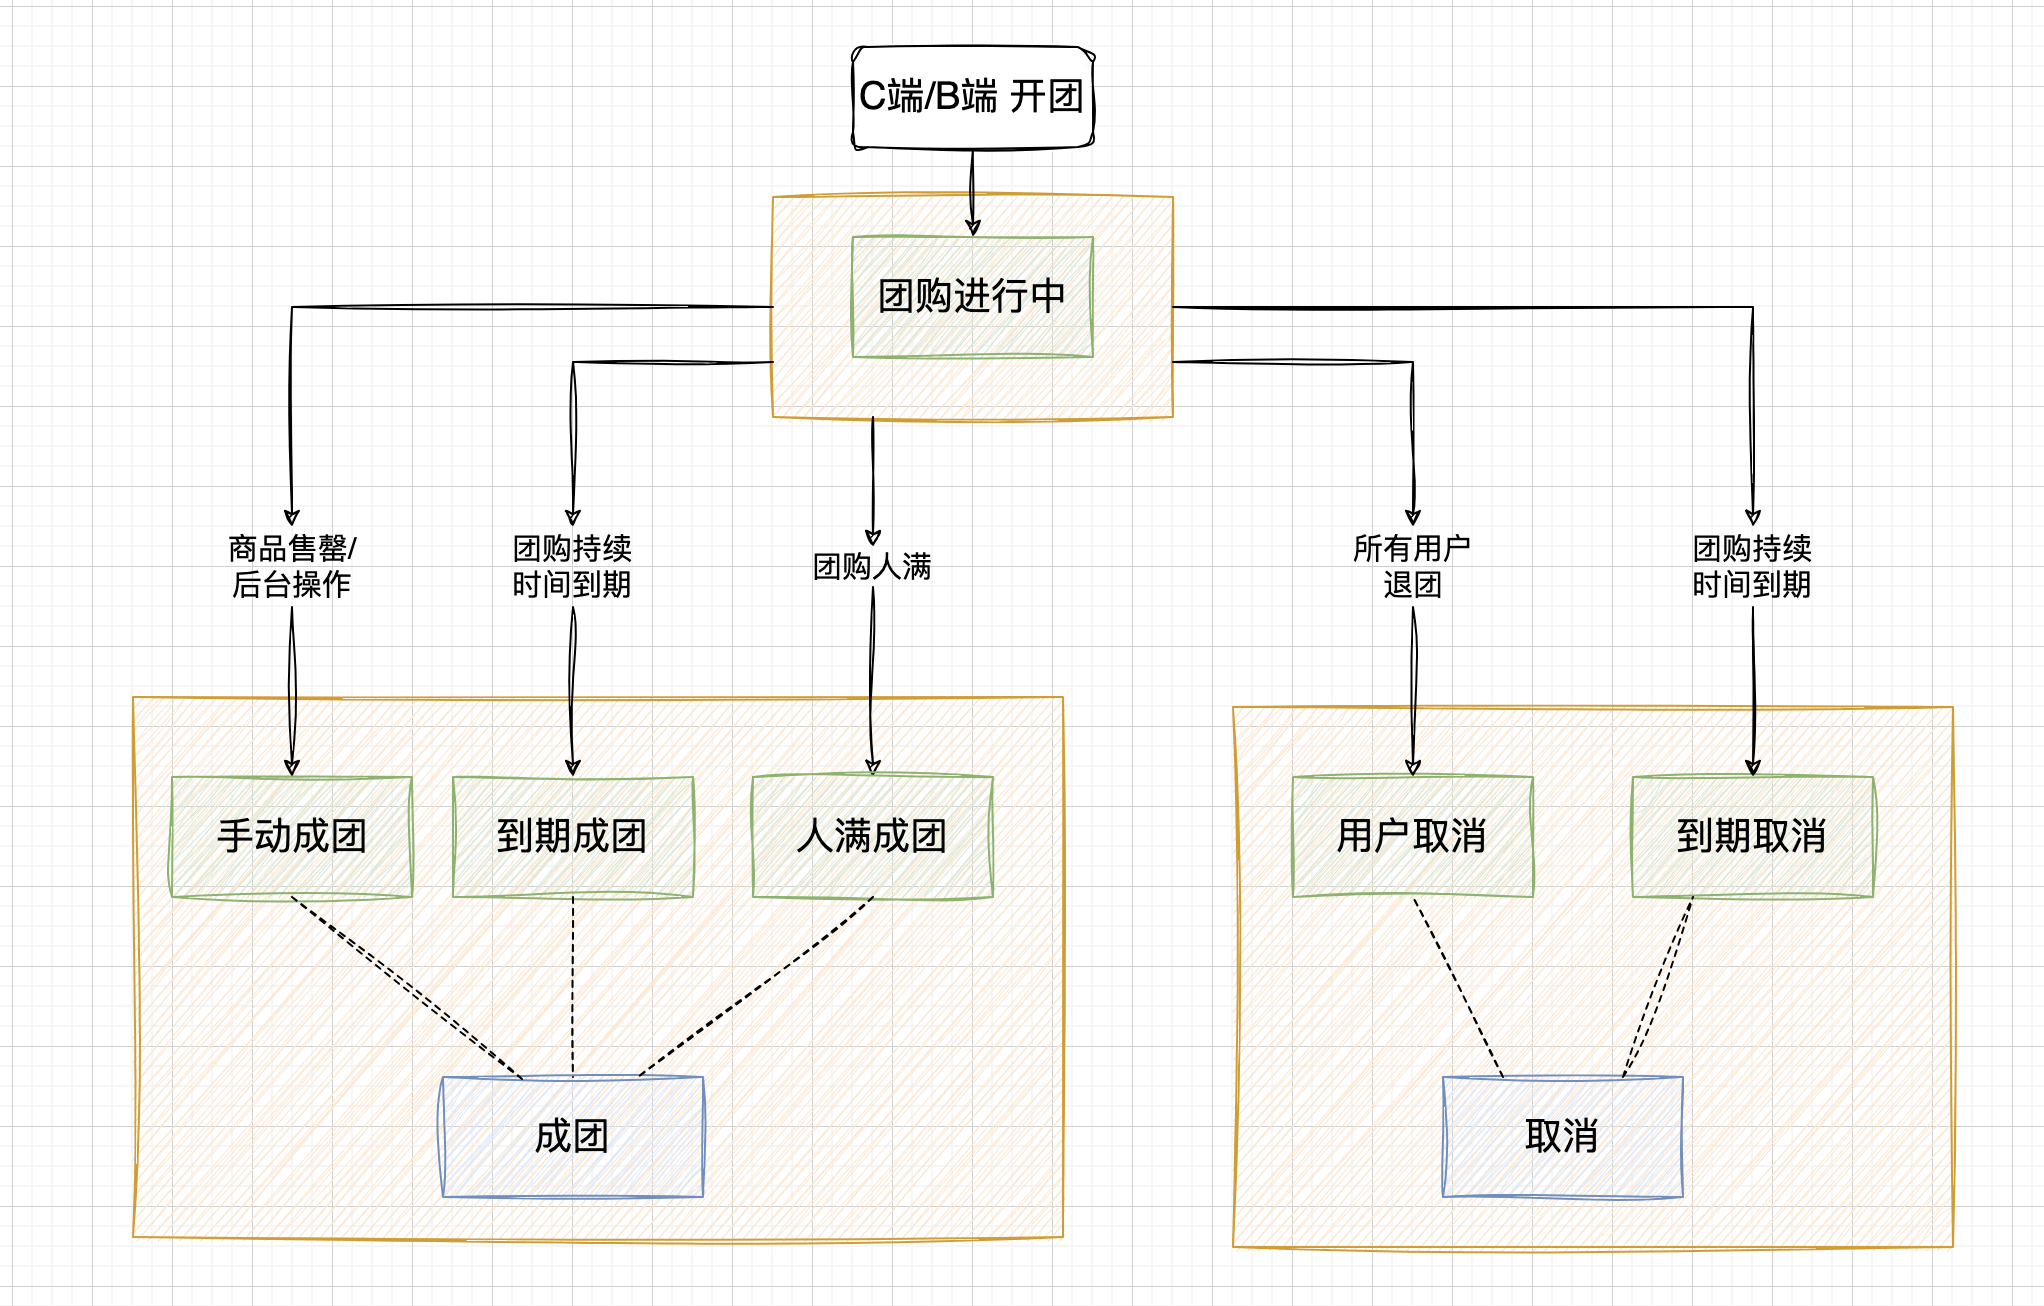 C端/B端 开团
团购进行中
商品售罄/
后台操作
团购持续
时间到期
团购人满
所有用户
退团
团购持续
时间到期
手动成团
到期成团
人满成团
用户取消
到期取消
成团
取消